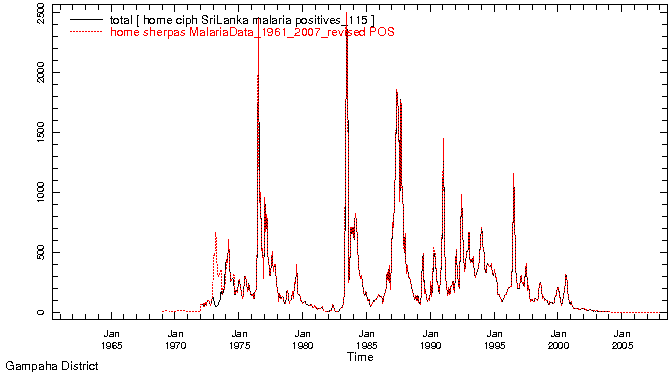 total [ home ciph SriLanka malaria positives_115 ]
home sherpas MalariaData_1961_2007_revised POS
2500
2000
1500
1000
500
0
Jan Jan Jan Jan Jan Jan Jan Jan Jan
1965 1970 1975 1980 1985 1990 1995 2000 2005
Time
Gampaha District